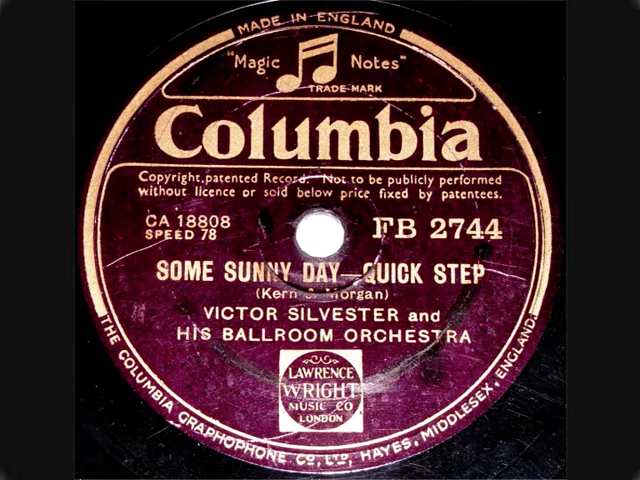 MADE IN ENGLAND
"Magic Notes"
TRADE MARK
Columbia
Copyright, patented Record. Not to be publicly performed
without licence or sold below price fixed by patentees.
CA 18808
SPEED 78
FB 2744
SOME SUNNY DAY—QUICK STEP
(Kern & Morgan)
VICTOR SILVESTER and
HIS BALLROOM ORCHESTRA
LAWRENCE
WRIGHT
MUSIC CO
LONDON
THE COLUMBIA GRAPHOPHONE CO., LTD, HAYES, MIDDLESEX, ENGLAND.